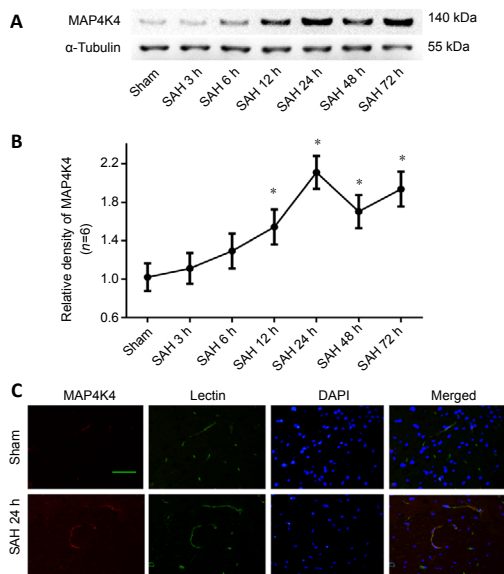 A
MAP4K4
140 kDa
α-Tubulin
55 kDa
Sham
SAH 3 h
SAH 6 h
SAH 12 h
SAH 24 h
SAH 48 h
SAH 72 h
B
Relative density of MAP4K4
(n=6)
2.2
1.8
1.4
1.0
0.6
*
*
*
*
Sham
SAH 3 h
SAH 6 h
SAH 12 h
SAH 24 h
SAH 48 h
SAH 72 h
C
MAP4K4
Lectin
DAPI
Merged
Sham
SAH 24 h